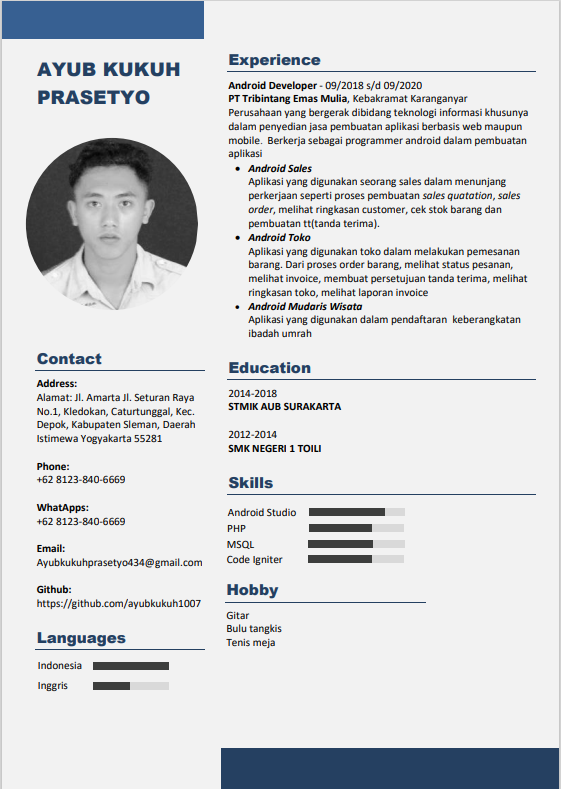 AYUB KUKUH
PRASETYO
Contact
Address:
Alamat: Jl. Amarta Jl. Seturan Raya
No.1, Kledokan, Caturtunggal, Kec.
Depok, Kabupaten Sleman, Daerah
Istimewa Yogyakarta 55281
Phone:
+62 8123-840-6669
WhatApps:
+62 8123-840-6669
Email:
Ayubkukuhprasetyo434@gmail.com
Github:
https://github.com/ayubkukuh1007
Languages
Indonesia
Inggris
Experience
Android Developer - 09/2018 s/d 09/2020
PT Tribintang Emas Mulia, Kebakramat Karanganyar
Perusahaan yang bergerak dibidang teknologi informasi khusunya
dalam penyedian jasa pembuatan aplikasi berbasis web maupun
mobile. Berkerja sebagai programmer android dalam pembuatan
aplikasi
• Android Sales
Aplikasi yang digunakan seorang sales dalam menunjang
perkerjaan seperti proses pembuatan sales quatation, sales
order, melihat ringkasan customer, cek stok barang dan
pembuatan tt(tanda terima).
• Android Toko
Aplikasi yang digunakan toko dalam melakukan pemesanan
barang. Dari proses order barang, melihat status pesanan,
melihat invoice, membuat persetujuan tanda terima, melihat
ringkasan toko, melihat laporan invoice
• Android Mudaris Wisata
Aplikasi yang digunakan dalam pendaftaran keberangkatan
ibadah umrah
Education
2014-2018
STMIK AUB SURAKARTA
2012-2014
SMK NEGERI 1 TOILI
Skills
Android Studio
PHP
MSQL
Code Igniter
Hobby
Gitar
Bulu tangkis
Tenis meja